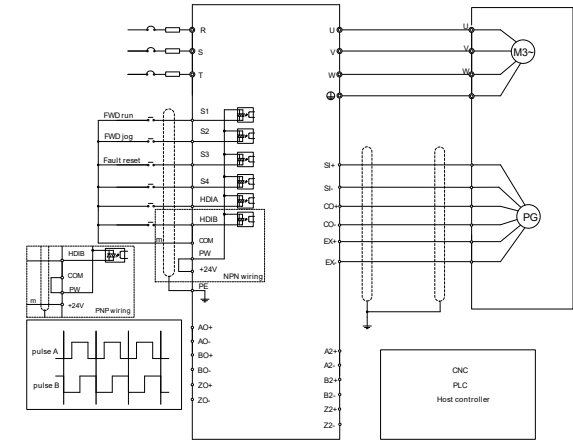 R
S
T
U
V
W
U
V
W
M3~
FWD run
S1
FWD jog
S2
Fault reset
S3
S4
HDIA
HDIB
m
COM
PW
+24V
NPN wiring
PE
HDIB
COM
PW
m
+24V
PNP wiring
SI+
SI-
CO+
CO-
EX+
EX-
PG
pulse A
pulse B
AO+
AO-
BO+
BO-
ZO+
ZO-
A2+
A2-
B2+
B2-
Z2+
Z2-
CNC
PLC
Host controller